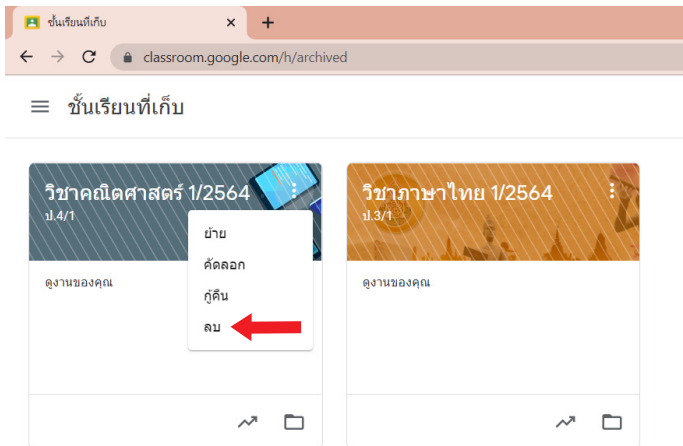 ชั้นเรียนที่เก็บ
classroom.google.com/h/archived
ชั้นเรียนที่เก็บ
วิชาคณิตศาสตร์ 1/2564
ป.4/1
ย้าย
คัดลอก
กู้คืน
ลบ
ดูงานของคุณ
วิชาภาษาไทย 1/2564
ป.3/1
ดูงานของคุณ